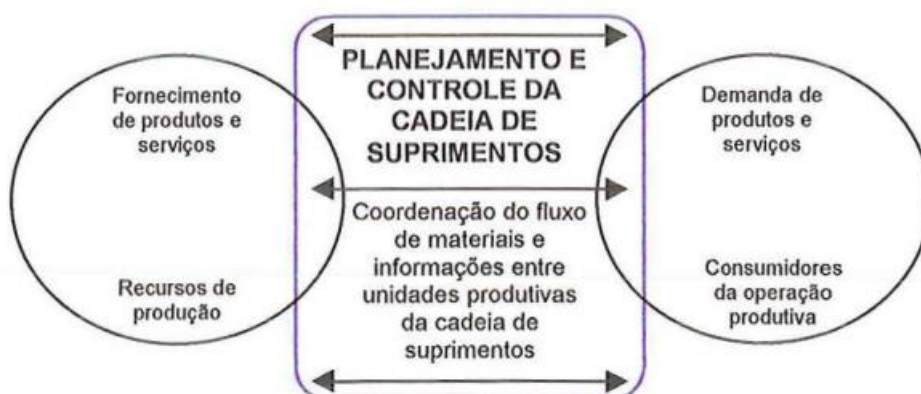 Fornecimento
de produtos e
serviços
Recursos de
produção
PLANEJAMENTO E
CONTROLE DA
CADEIA DE
SUPRIMENTOS
Coordenação do fluxo
de materiais e
informações entre
unidades produtivas
da cadeia de
suprimentos
Demanda de
produtos e
serviços
Consumidores
da operação
produtiva